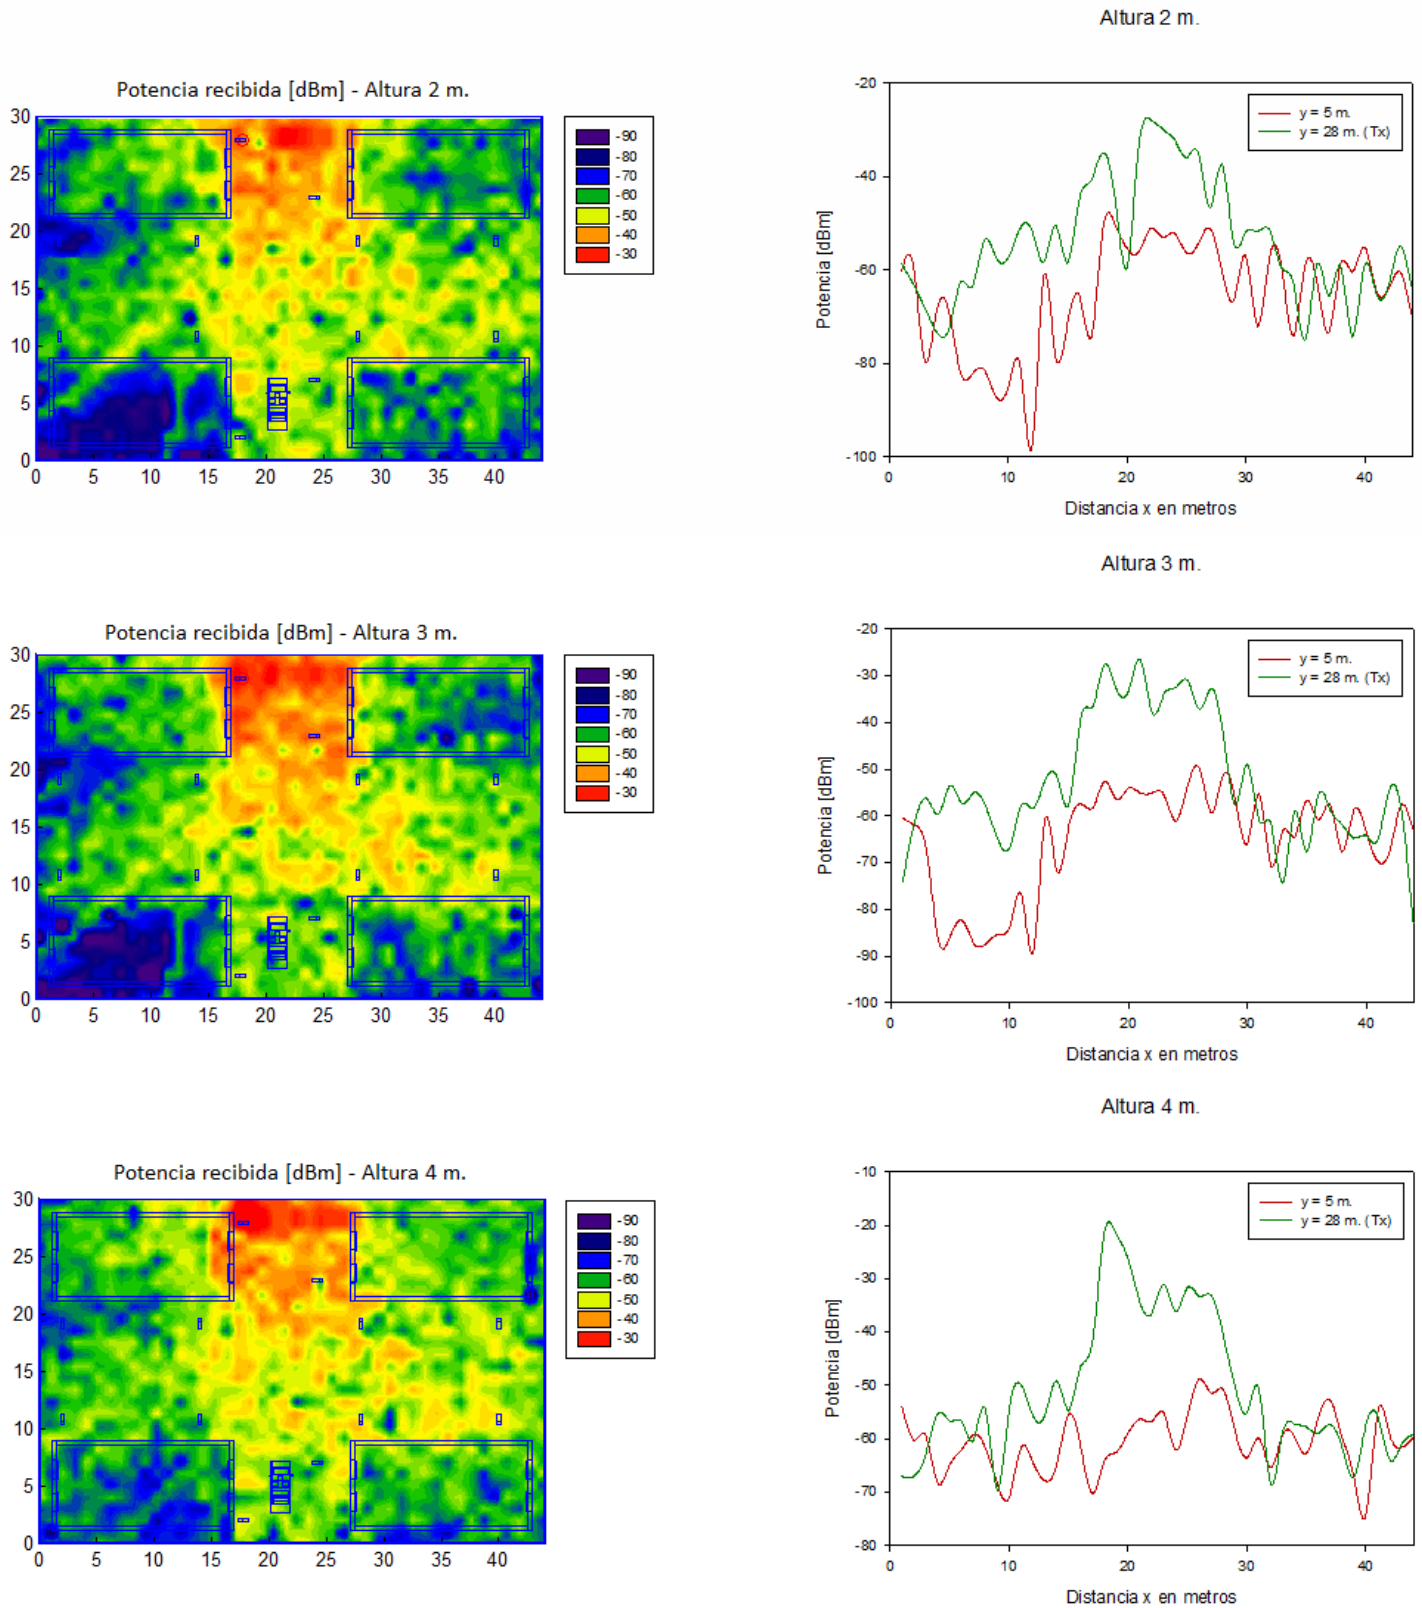 Altura 2 m.
Potencia recibida [dBm] - Altura 2 m.
30
25
20
15
10
5
0
0 5 10 15 20 25 30 35 40
-90
-80
-70
-60
-50
-40
-30
-20
-40
-60
-80
-100
Potencia [dBm]
y = 5 m.
y = 28 m. (Tx)
0 10 20 30 40
Distancia x en metros
Altura 3 m.
Potencia recibida [dBm] - Altura 3 m.
30
25
20
15
10
5
0
0 5 10 15 20 25 30 35 40
-90
-80
-70
-60
-50
-40
-30
-20
-30
-40
-50
-60
-70
-80
-90
-100
Potencia [dBm]
y = 5 m.
y = 28 m. (Tx)
0 10 20 30 40
Distancia x en metros
Altura 4 m.
Potencia recibida [dBm] - Altura 4 m.
30
25
20
15
10
5
0
0 5 10 15 20 25 30 35 40
-90
-80
-70
-60
-50
-40
-30
-10
-20
-30
-40
-50
-60
-70
-80
Potencia [dBm]
y = 5 m.
y = 28 m. (Tx)
0 10 20 30 40
Distancia x en metros